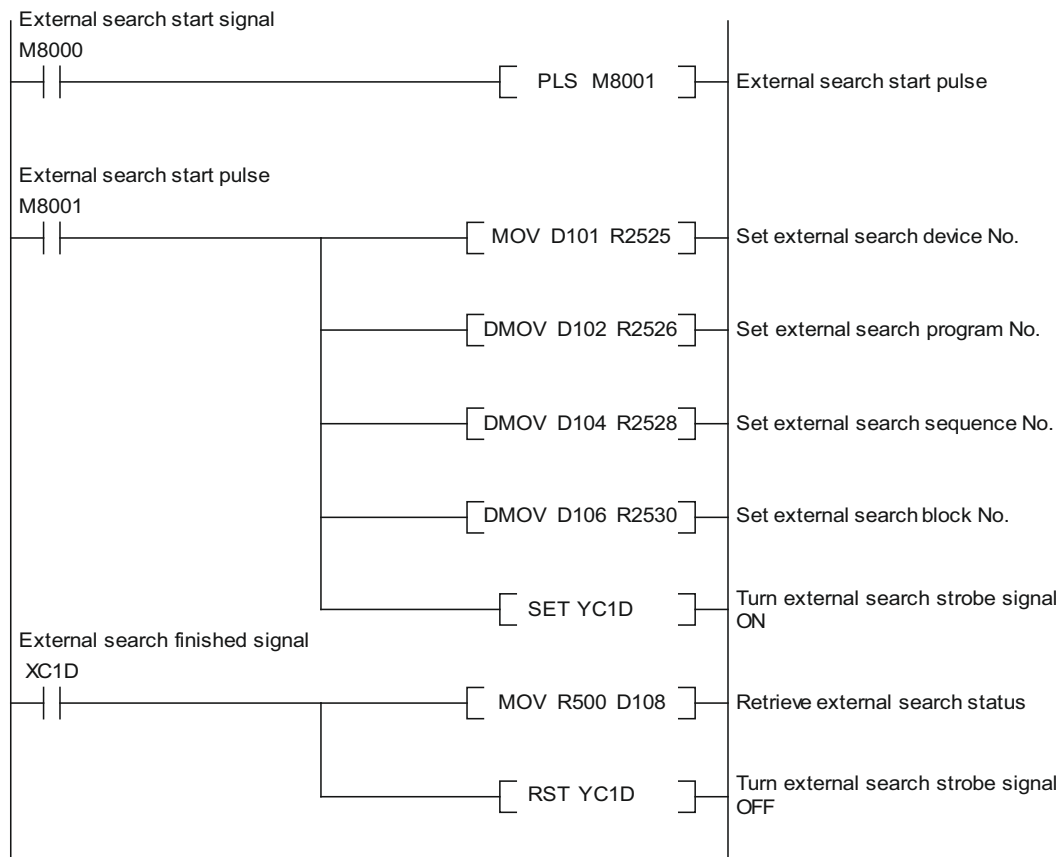 External search start signal
M8000
PLS M8001
External search start pulse
External search start pulse
M8001
MOV D101 R2525
Set external search device No.
DMOV D102 R2526
Set external search program No.
DMOV D104 R2528
Set external search sequence No.
DMOV D106 R2530
Set external search block No.
SET YC1D
Turn external search strobe signal
ON
External search finished signal
XC1D
MOV R500 D108
Retrieve external search status
RST YC1D
Turn external search strobe signal
OFF